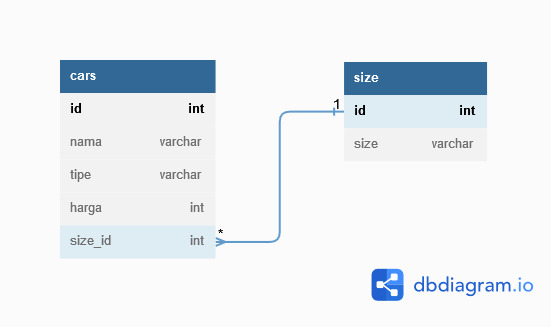 cars
id int
nama varchar
tipe varchar
harga int
size_id int
*
1
size
id int
size varchar
dbdiagram.io